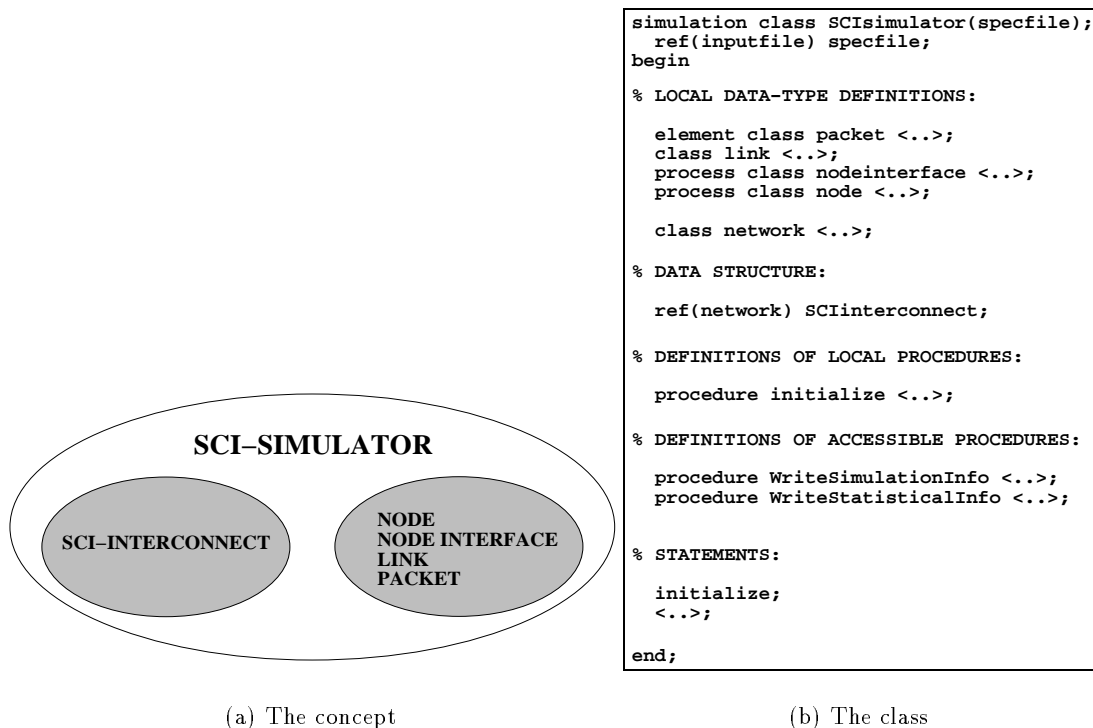 SCI–SIMULATOR
SCI–INTERCONNECT
NODE
NODE INTERFACE
LINK
PACKET
(a) The concept
simulation class SCIsimulator(specfile);
ref(inputfile) specfile;
begin
% LOCAL DATA–TYPE DEFINITIONS:
element class packet <..>;
class link <..>;
process class nodeinterface <..>;
process class node <..>;
class network <..>;
% DATA STRUCTURE:
ref(network) SCIinterconnect;
% DEFINITIONS OF LOCAL PROCEDURES:
procedure initialize <..>;
% DEFINITIONS OF ACCESSIBLE PROCEDURES:
procedure WriteSimulationInfo <..>;
procedure WriteStatisticalInfo <..>;
% STATEMENTS:
initialize;
<..>;
end;
(b) The class